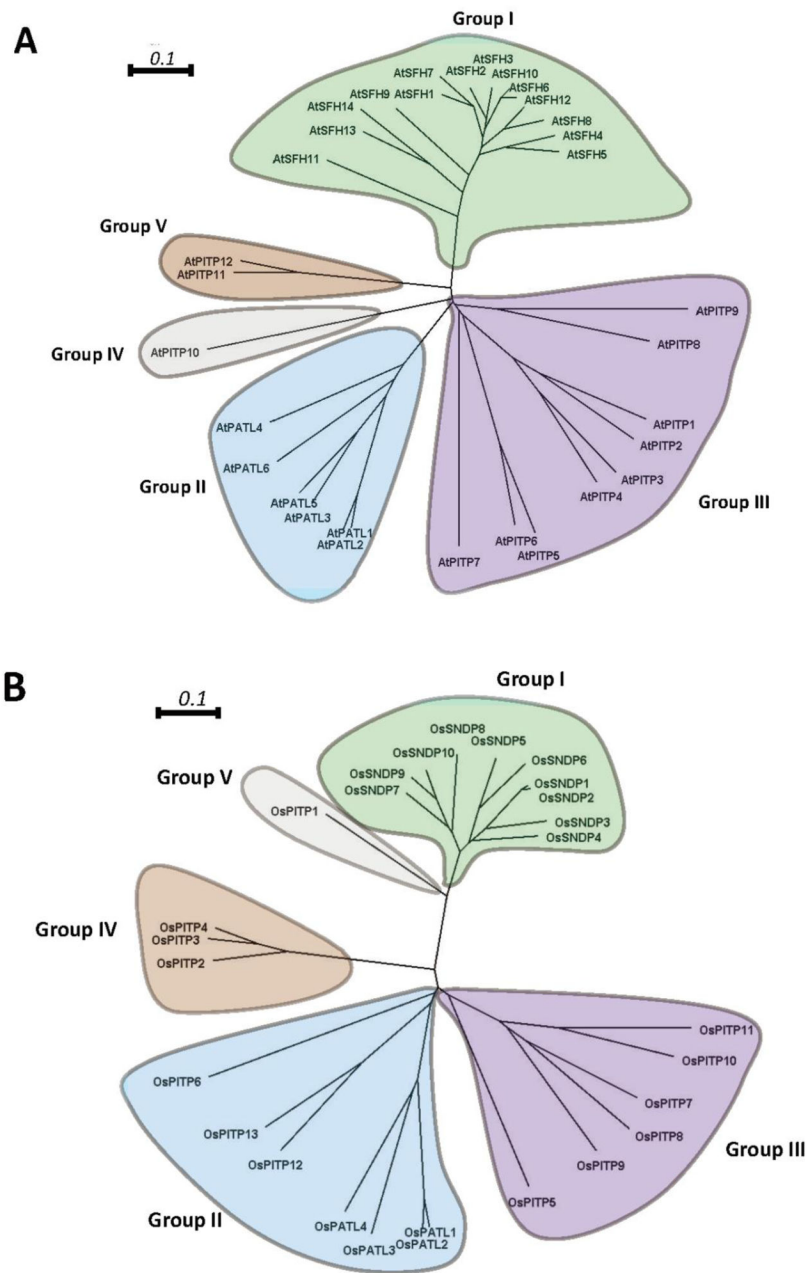 Group I
A
0.1
AtSFH3
AtSFH7
AtSFH2
AtSFH10
AtSFH9
AtSFH1
AtSFH6
AtSFH14
AtSFH12
AtSFH13
AtSFH8
AtSFH4
AtSFH11
AtSFH5
Group V
AtPITP12
AtPITP11
AtPITP9
AtPITP8
Group IV
AtPITP10
AtPITP1
AtPATL4
AtPITP2
AtPATL6
AtPITP3
Group II
AtPITP4
AtPATL5
Group III
AtPATL3
AtPATL1
AtPITP6
AtPATL2
AtPITP5
AtPITP7
B
Group I
0.1
OsSNDP8
OsSNDP5
OsSNDP10
OsSNDP6
Group V
OsSNDP9
OsSNDP1
OsSNDP7
OsSNDP2
OsPITP1
OsSNDP3
OsSNDP4
Group IV
OsPITP4
OsPITP3
OsPITP2
OsPITP11
OsPITP10
OsPITP6
OsPITP7
OsPITP13
OsPITP8
Group III
OsPITP12
OsPITP9
OsPITP5
Group II
OsPATL4
OsPATL1
OsPATL3
OsPATL2